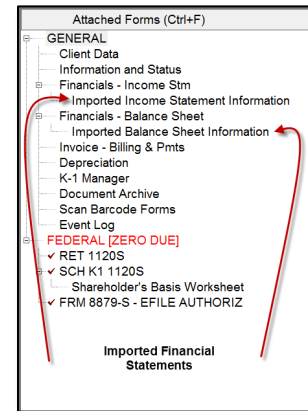 Attached Forms (Ctrl+F)
GENERAL
Client Data
Information and Status
Financials - Income Stm
Imported Income Statement Information
Financials - Balance Sheet
Imported Balance Sheet Information
Invoice - Billing & Pmts
Depreciation
K-1 Manager
Document Archive
Scan Barcode Forms
Event Log
FEDERAL [ZERO DUE]
RET 1120S
SCH K1 1120S
Shareholder's Basis Worksheet
FRM 8879-S - EFILE AUTHORIZ
Imported Financial
Statements